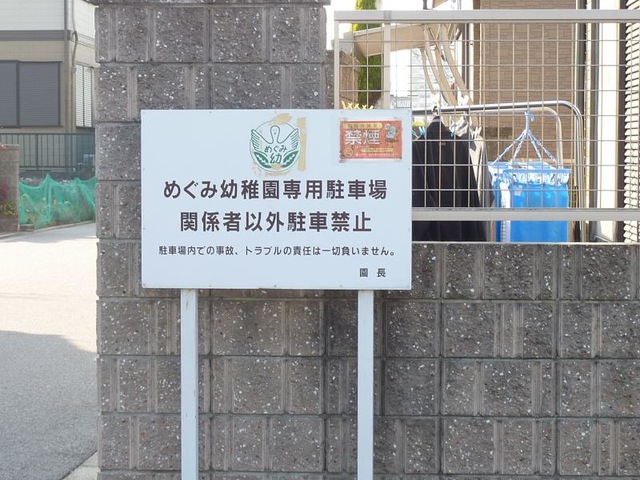 めぐみ
幼
禁煙
めぐみ幼稚園専用駐車場
関係者以外駐車禁止
駐車場内での事故、トラブルの責任は一切負いません。
園長